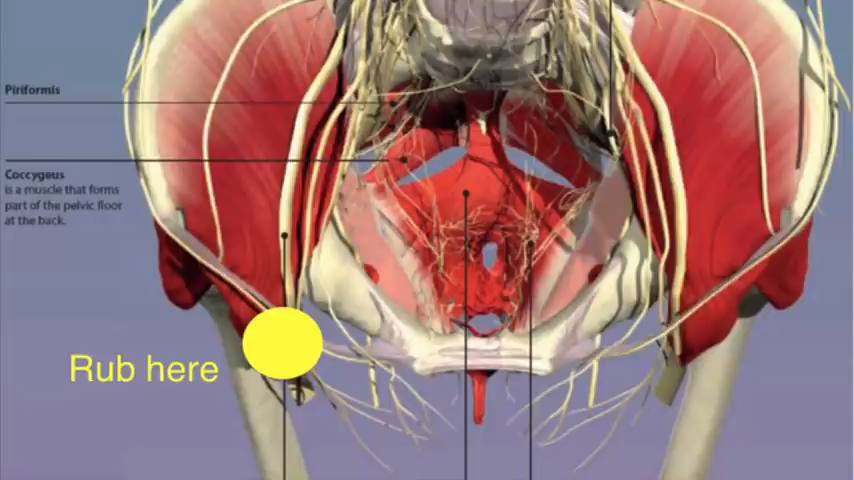 Piriformis
Coccygeus
is a muscle that forms
part of the pelvic floor
at the back.
Rub here